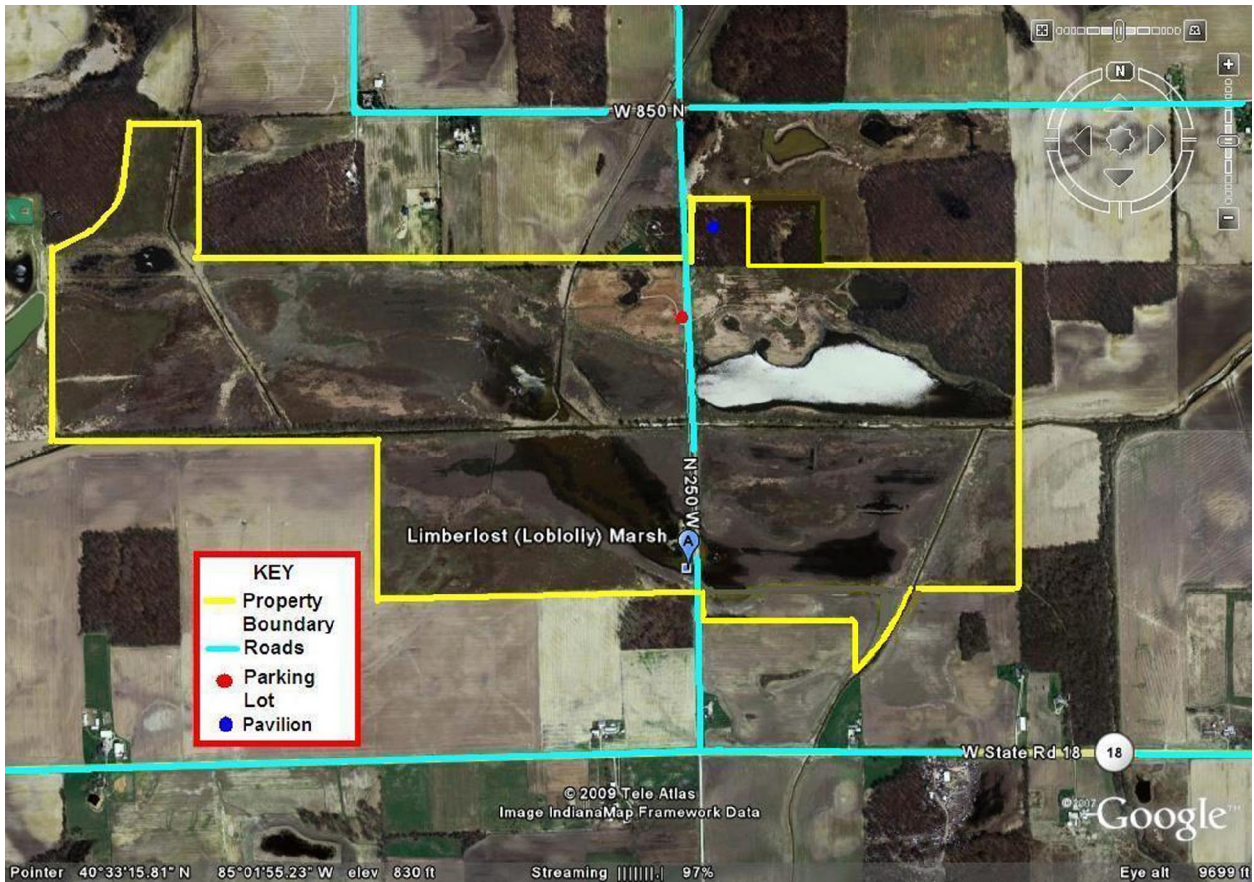 N
W 850 N
N 250 W
Limberlost (Loblolly) Marsh
A
KEY
Property
Boundary
Roads
Parking
Lot
Pavilion
W State Rd 18
18
© 2009 Tele Atlas
Image IndianaMap Framework Data
©2007 Google™
Pointer 40°33'15.81" N 85°01'55.23" W elev 830 ft Streaming ||||||||. 97% Eye alt 9699 ft